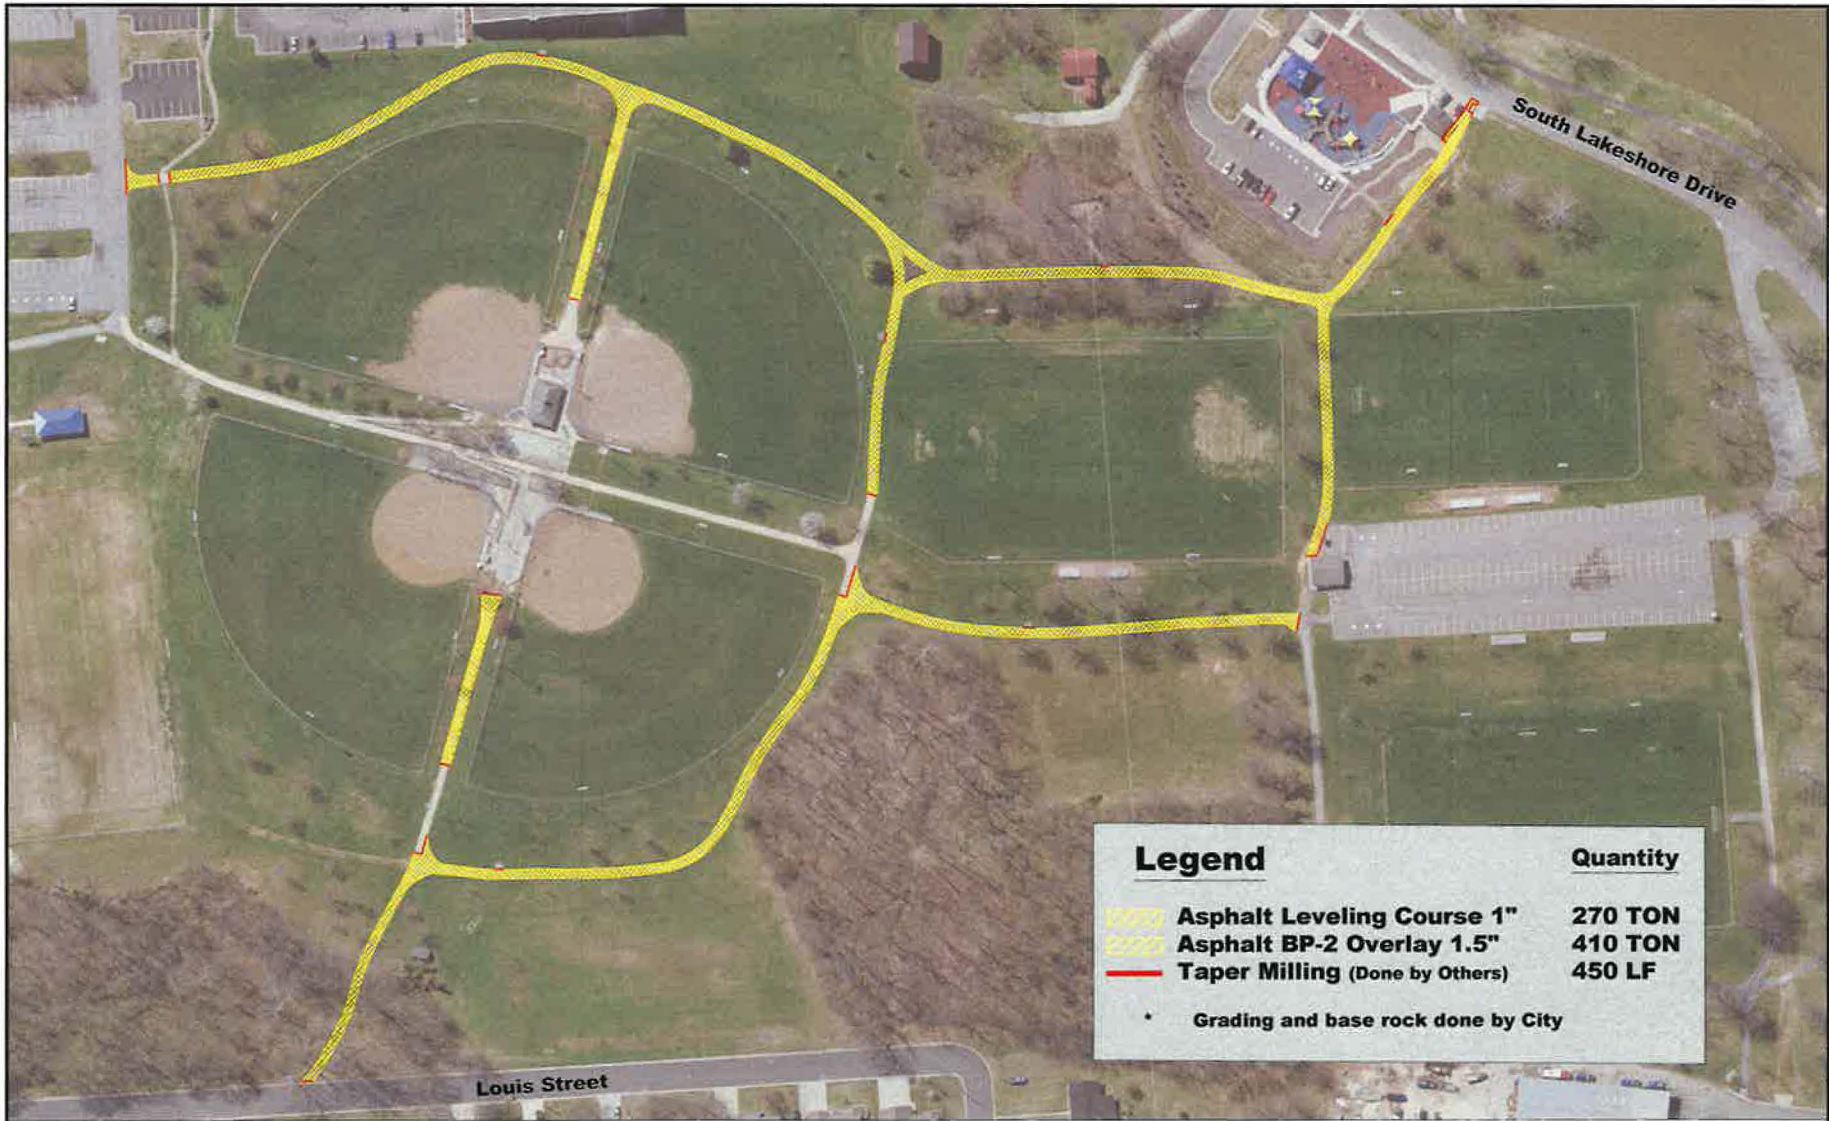 South Lakeshore Drive
Legend Quantity
Asphalt Leveling Course 1" 270 TON
Asphalt BP-2 Overlay 1.5" 410 TON
Taper Milling (Done by Others) 450 LF
* Grading and base rock done by City
Louis Street